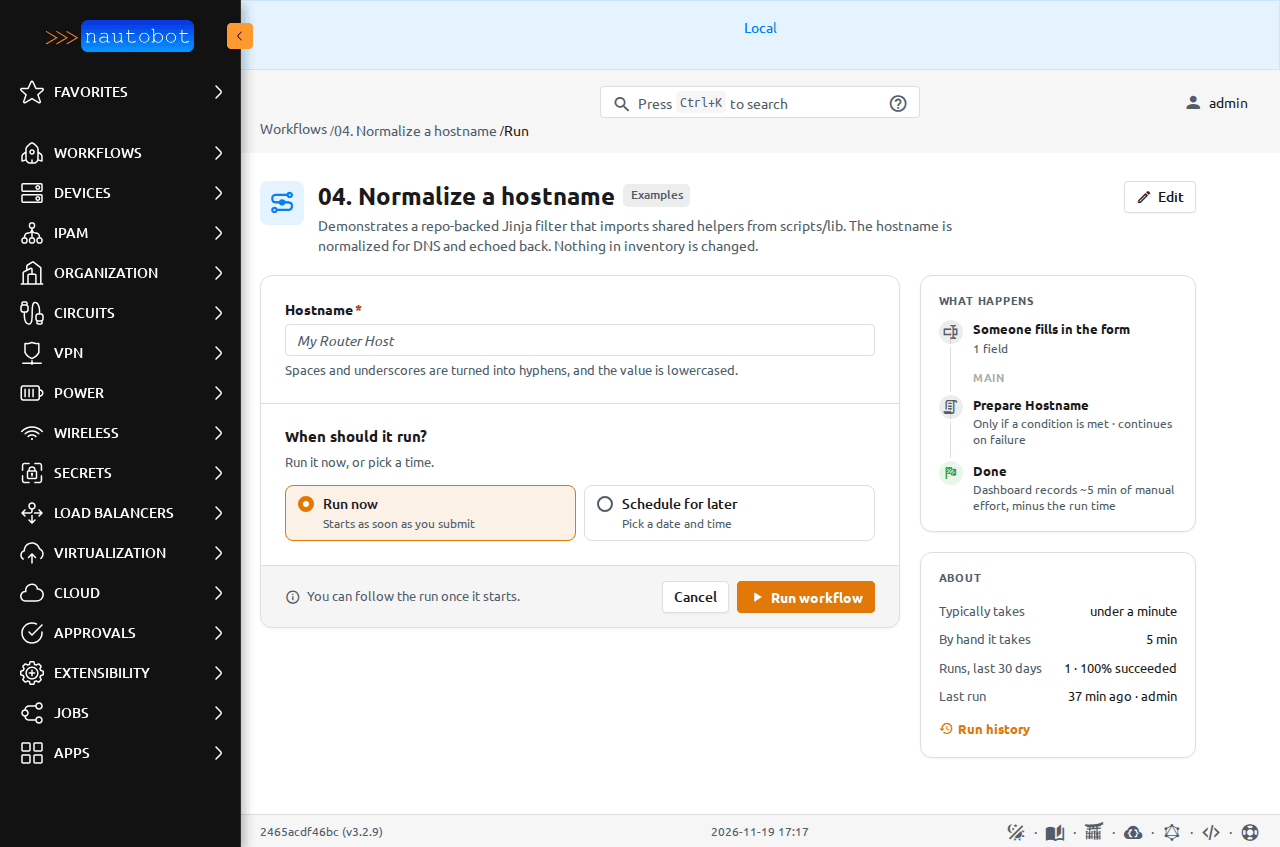 >>> nautobot
Local
FAVORITES
Press Ctrl+K to search
admin
Workflows / 04. Normalize a hostname / Run
WORKFLOWS
DEVICES
IPAM
ORGANIZATION
CIRCUITS
VPN
POWER
WIRELESS
SECRETS
LOAD BALANCERS
VIRTUALIZATION
CLOUD
APPROVALS
EXTENSIBILITY
JOBS
APPS
04. Normalize a hostname Examples
Edit
Demonstrates a repo-backed Jinja filter that imports shared helpers from scripts/lib. The hostname is
normalized for DNS and echoed back. Nothing in inventory is changed.
Hostname *
My Router Host
Spaces and underscores are turned into hyphens, and the value is lowercased.
When should it run?
Run it now, or pick a time.
Run now
Starts as soon as you submit
Schedule for later
Pick a date and time
You can follow the run once it starts.
Cancel
Run workflow
WHAT HAPPENS
Someone fills in the form
1 field
MAIN
Prepare Hostname
Only if a condition is met · continues
on failure
Done
Dashboard records ~5 min of manual
effort, minus the run time
ABOUT
Typically takes under a minute
By hand it takes 5 min
Runs, last 30 days 1 · 100% succeeded
Last run 37 min ago · admin
Run history
2465acdf46bc (v3.2.9)
2026-11-19 17:17